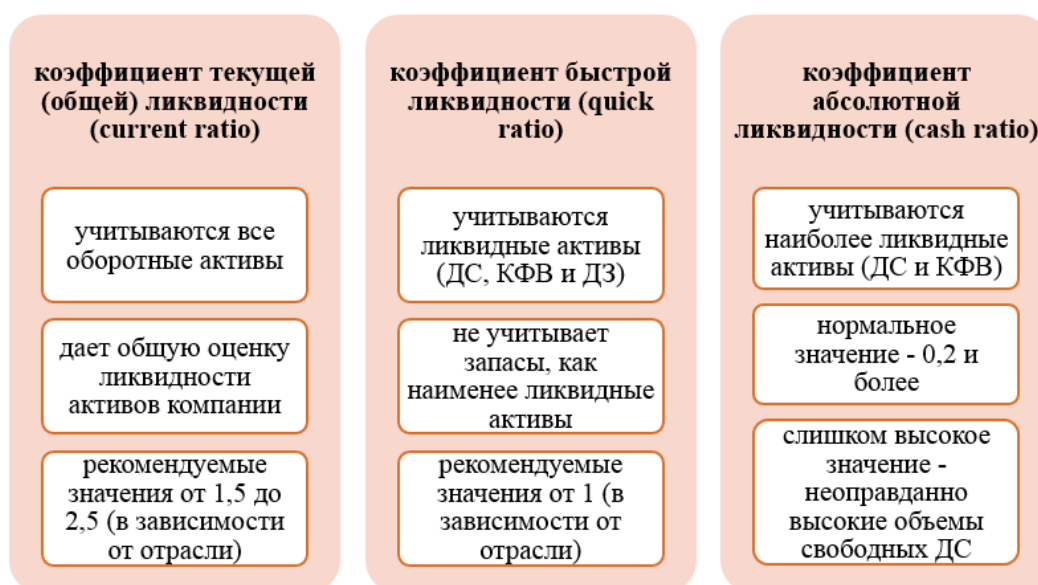 коэффициент текущей
(общей) ликвидности
(current ratio)
учитываются все
оборотные активы
дает общую оценку
ликвидности
активов компании
рекомендуемые
значения от 1,5 до
2,5 (в зависимости
от отрасли)
коэффициент быстрой
ликвидности (quick
ratio)
учитываются
ликвидные активы
(ДС, КФВ и ДЗ)
не учитывает
запасы, как
наименее ликвидные
активы
рекомендуемые
значения от 1 (в
зависимости от
отрасли)
коэффициент
абсолютной
ликвидности (cash ratio)
учитываются
наиболее ликвидные
активы (ДС и КФВ)
нормальное
значение - 0,2 и
более
слишком высокое
значение -
неоправданно
высокие объемы
свободных ДС